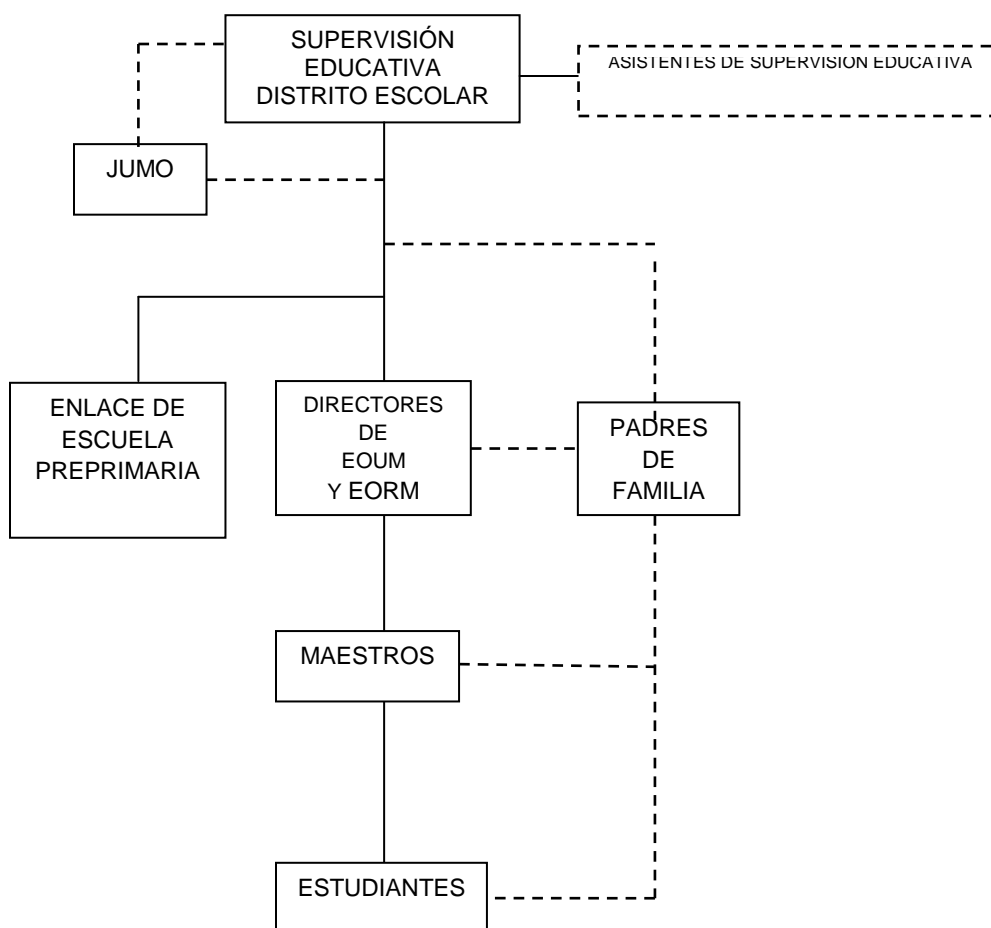 SUPERVISIÓN
EDUCATIVA
DISTRITO ESCOLAR
ASISTENTES DE SUPERVISIÓN EDUCATIVA
JUMO
ENLACE DE
ESCUELA
PREPRIMARIA
DIRECTORES
DE
EOUM
Y EORM
PADRES
DE
FAMILIA
MAESTROS
ESTUDIANTES